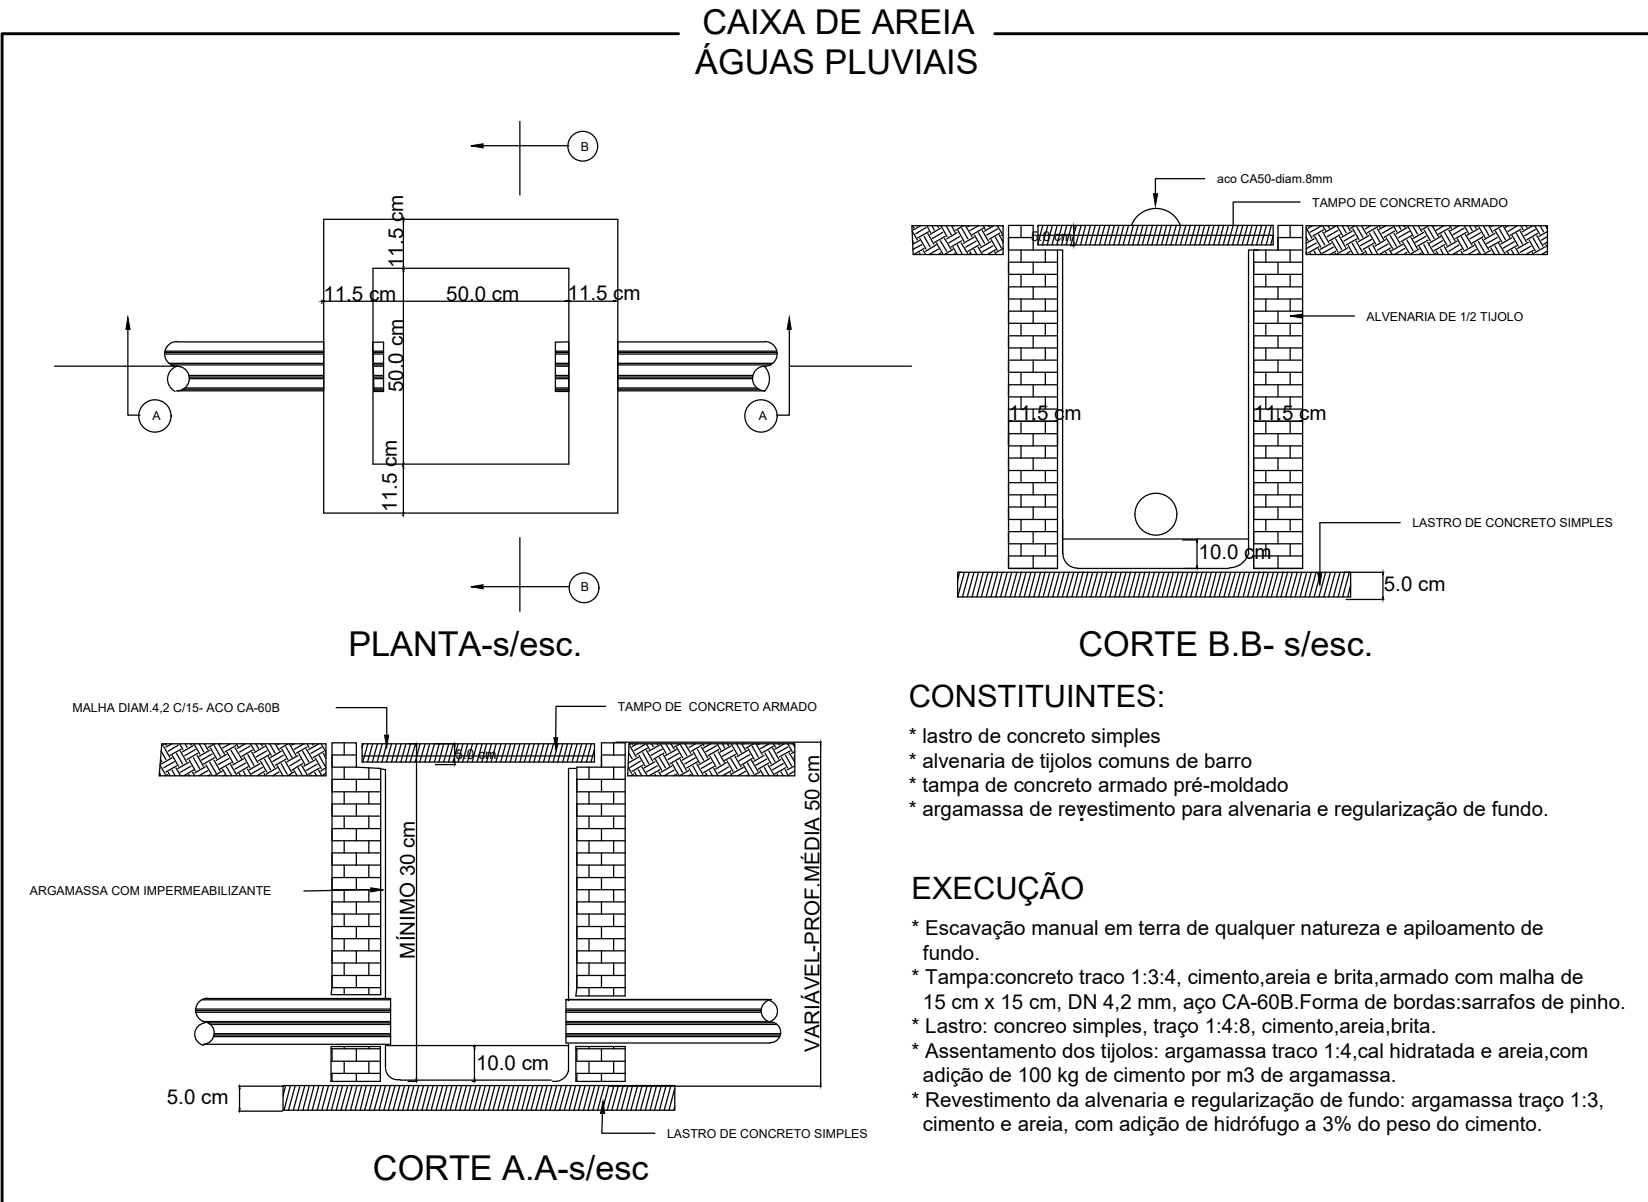 CAIXA DE AREIA
ÁGUAS PLUVIAIS
B
11.5 cm
11.5 cm
50.0 cm
11.5 cm
50.0 cm
A
A
11.5 cm
B
PLANTA-s/esc.
aco CA50-diam.8mm
TAMPO DE CONCRETO ARMADO
5.0 cm
ALVENARIA DE 1/2 TIJOLO
11.5 cm
11.5 cm
LASTRO DE CONCRETO SIMPLES
10.0 cm
5.0 cm
CORTE B.B- s/esc.
MALHA DIAM.4,2 C/15- ACO CA-60B
TAMPO DE CONCRETO ARMADO
5.0 cm
MÍNIMO 30 cm
VARIÁVEL-PROF.MÉDIA 50 cm
ARGAMASSA COM IMPERMEABILIZANTE
10.0 cm
5.0 cm
LASTRO DE CONCRETO SIMPLES
CORTE A.A-s/esc
CONSTITUINTES:
* lastro de concreto simples
* alvenaria de tijolos comuns de barro
* tampa de concreto armado pré-moldado
* argamassa de revestimento para alvenaria e regularização de fundo.
EXECUÇÃO
* Escavação manual em terra de qualquer natureza e apiloamento de
fundo.
* Tampa:concreto traco 1:3:4, cimento,areia e brita,armado com malha de
15 cm x 15 cm, DN 4,2 mm, aço CA-60B.Forma de bordas:sarrafos de pinho.
* Lastro: concreo simples, traço 1:4:8, cimento,areia,brita.
* Assentamento dos tijolos: argamassa traco 1:4,cal hidratada e areia,com
adição de 100 kg de cimento por m3 de argamassa.
* Revestimento da alvenaria e regularização de fundo: argamassa traço 1:3,
cimento e areia, com adição de hidrófugo a 3% do peso do cimento.